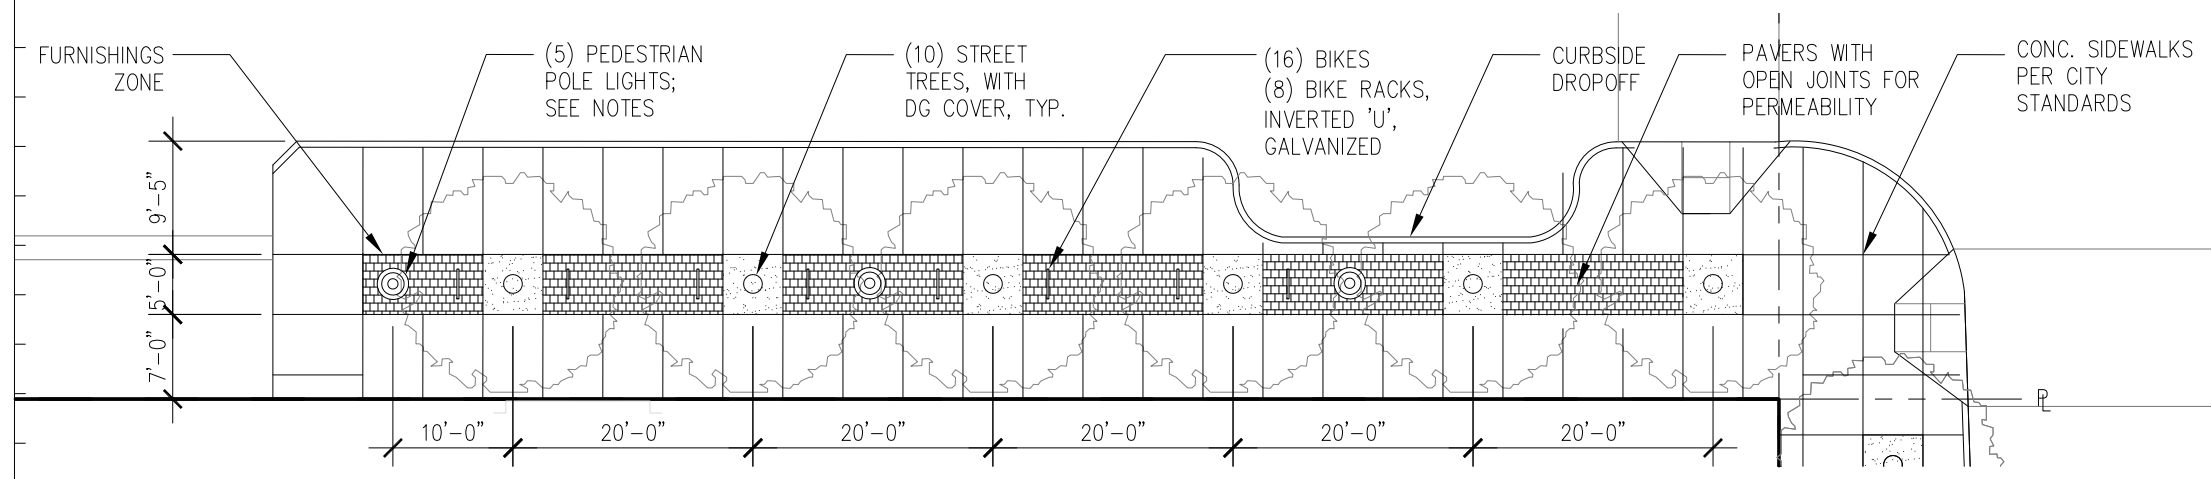 FURNISHINGS
ZONE
(5) PEDESTRIAN
POLE LIGHTS;
SEE NOTES
(10) STREET
TREES, WITH
DG COVER, TYP.
(16) BIKES
(8) BIKE RACKS,
INVERTED 'U',
GALVANIZED
CURBSIDE
DROPOFF
PAVERS WITH
OPEN JOINTS FOR
PERMEABILITY
CONC. SIDEWALKS
PER CITY
STANDARDS
9'-5"
5'-0"
7'-0"
10'-0"
20'-0"
20'-0"
20'-0"
20'-0"
20'-0"
PL